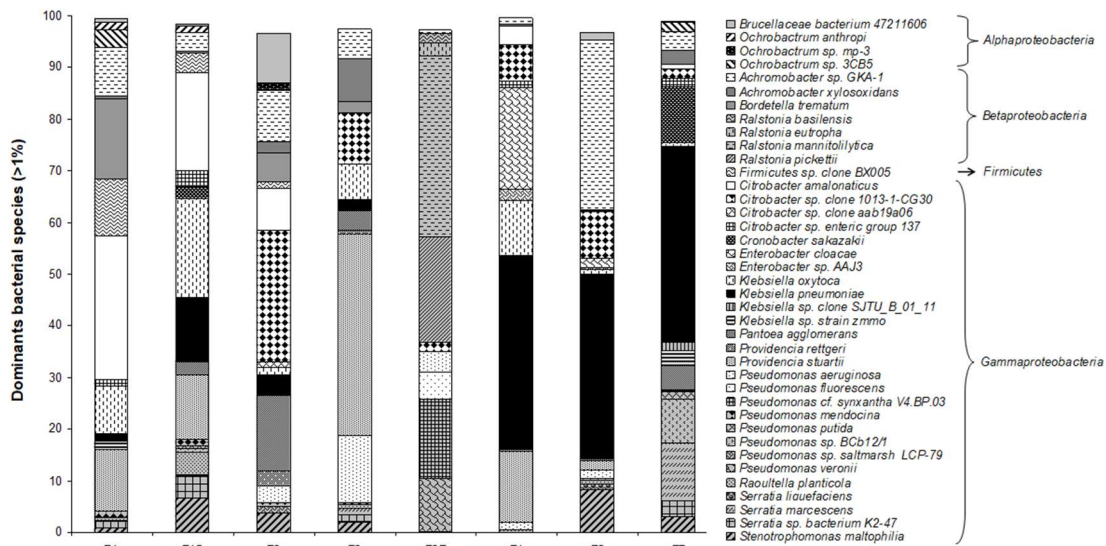 Dominants bacterial species (>1%)
100
90
80
70
60
50
40
30
20
10
0
Brucellaceae bacterium 47211606
Ochrobactrum anthropi
Ochrobactrum sp. mp-3
Ochrobactrum sp. 3CB5
Achromobacter sp. GKA-1
Achromobacter xylosoxidans
Bordetella trematum
Ralstonia basilensis
Ralstonia eutropha
Ralstonia mannitolilytica
Ralstonia pickettii
Firmicutes sp. clone BX005
Citrobacter amalonaticus
Citrobacter sp. clone 1013-1-CG30
Citrobacter sp. clone aab19a06
Citrobacter sp. enteric group 137
Cronobacter sakazakii
Enterobacter cloacae
Enterobacter sp. AAJ3
Klebsiella oxytoca
Klebsiella pneumoniae
Klebsiella sp. clone SJTU_B_01_11
Klebsiella sp. strain zmmo
Pantoea agglomerans
Providencia rettgeri
Providencia stuartii
Pseudomonas aeruginosa
Pseudomonas fluorescens
Pseudomonas cf. synxantha V4.BP.03
Pseudomonas mendocina
Pseudomonas putida
Pseudomonas sp. BCb12/1
Pseudomonas sp. saltmarsh LCP-79
Pseudomonas veronii
Raoultella planticola
Serratia liquefaciens
Serratia marcescens
Serratia sp. bacterium K2-47
Stenotrophomonas maltophilia
Alphaproteobacteria
Betaproteobacteria
Firmicutes
Gammaproteobacteria